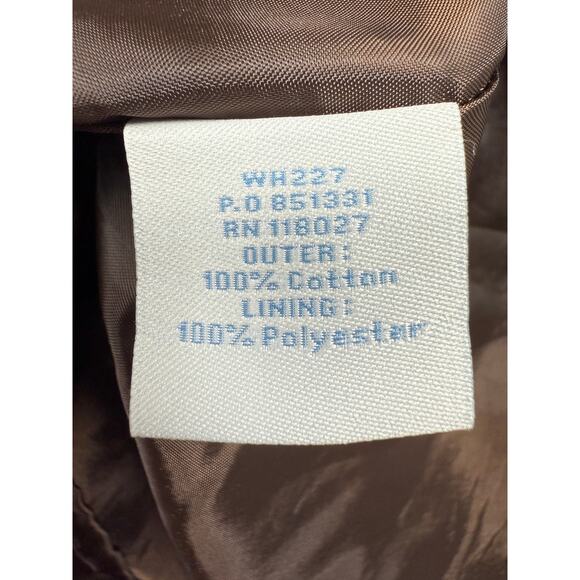 WH227
P.O 851331
RN 118027
OUTER:
100% Cotton
LINING:
100% Polyester